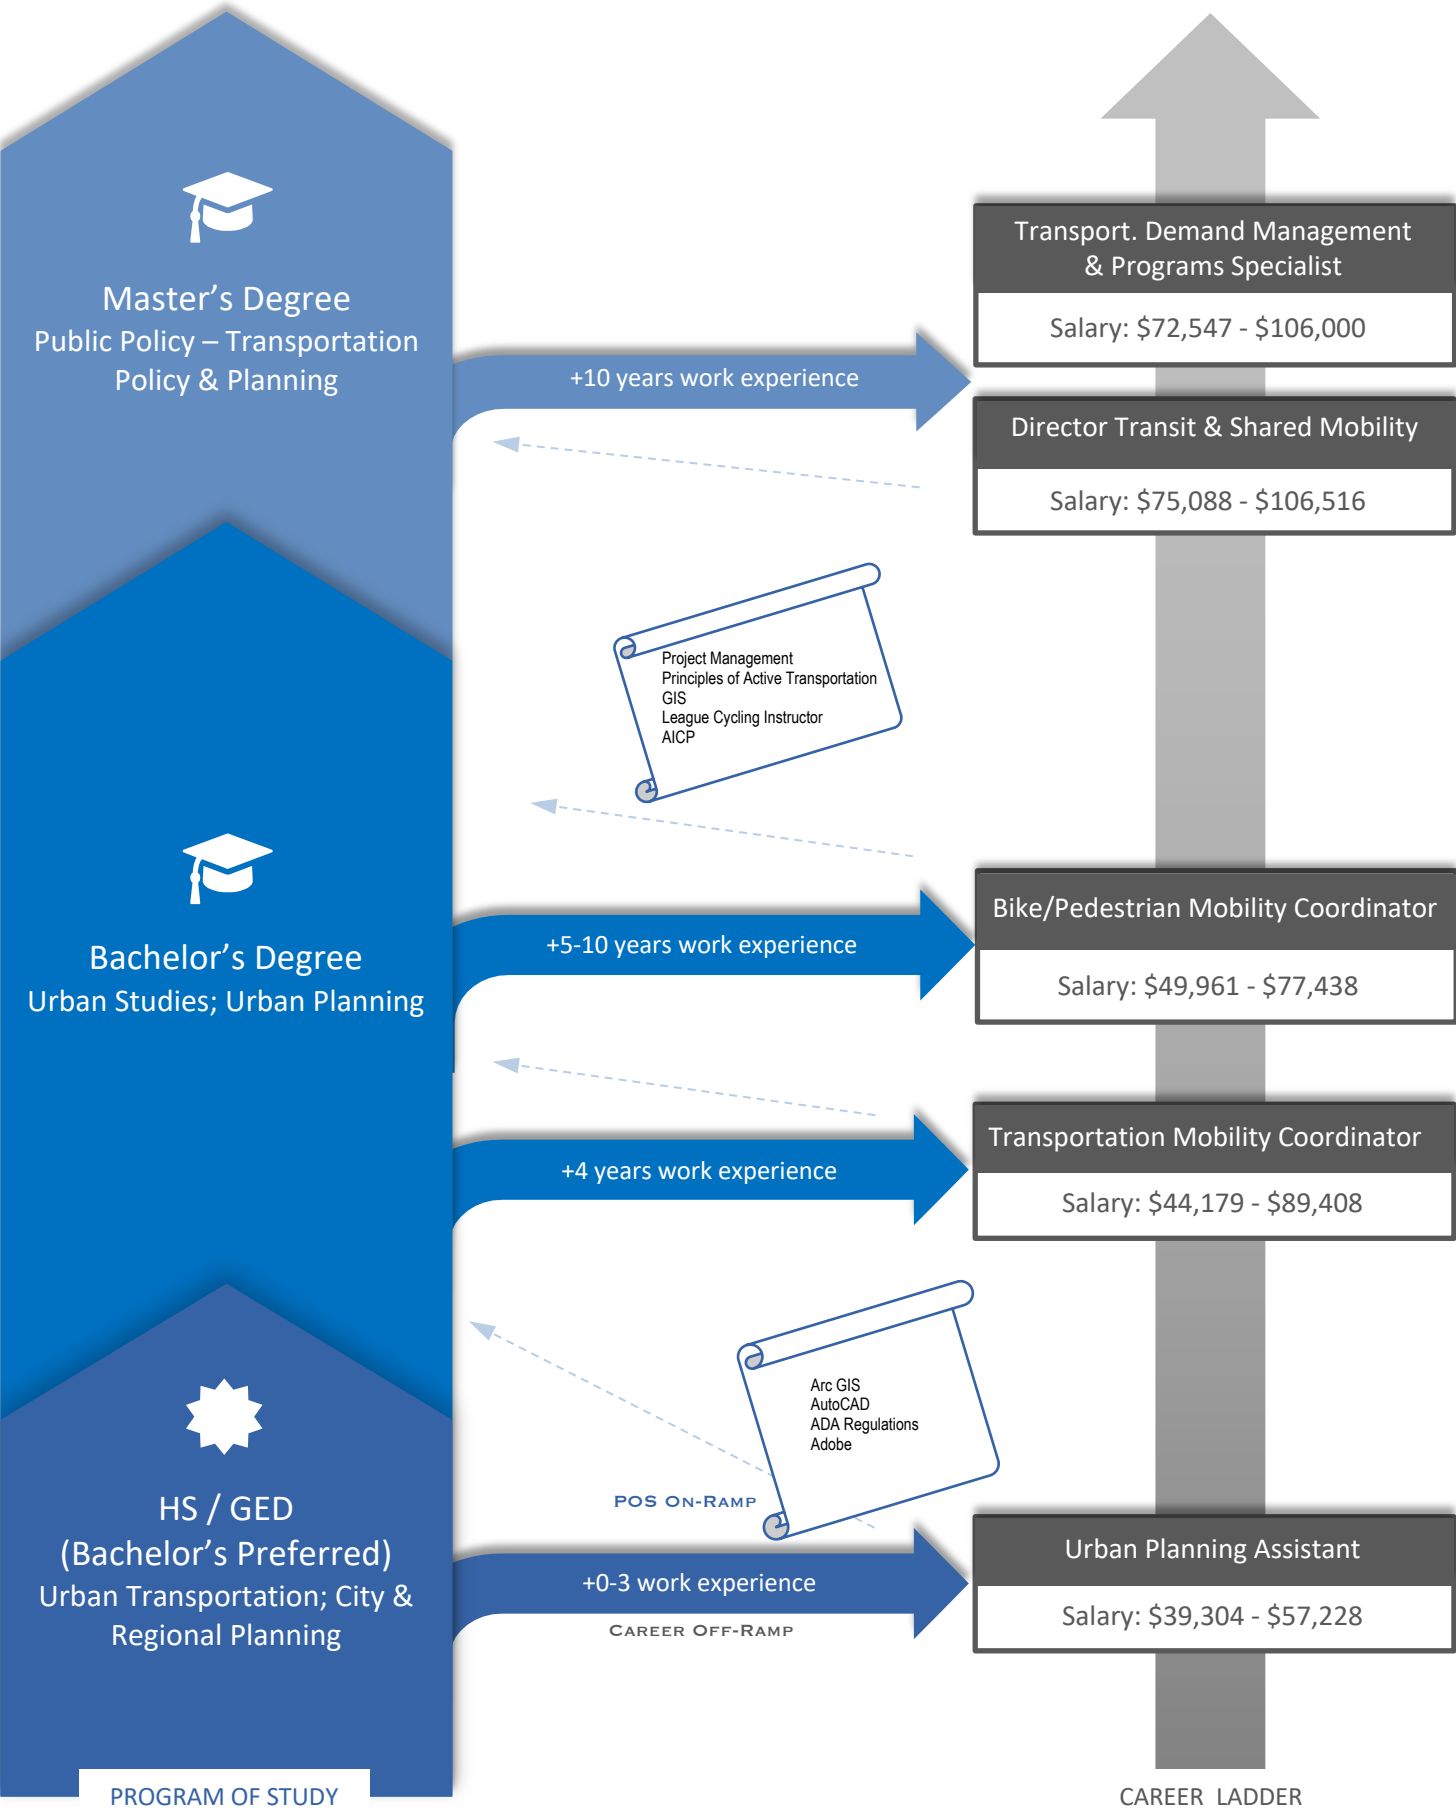 Transport. Demand Management
& Programs Specialist
Salary: $72,547 - $106,000
Master’s Degree
Public Policy – Transportation
Policy & Planning
+10 years work experience
Director Transit & Shared Mobility
Salary: $75,088 - $106,516
Project Management
Principles of Active Transportation
GIS
League Cycling Instructor
AICP
Bike/Pedestrian Mobility Coordinator
Salary: $49,961 - $77,438
+5-10 years work experience
Bachelor’s Degree
Urban Studies; Urban Planning
Transportation Mobility Coordinator
Salary: $44,179 - $89,408
+4 years work experience
Arc GIS
AutoCAD
ADA Regulations
Adobe
HS / GED
(Bachelor’s Preferred)
Urban Transportation; City &
Regional Planning
POS On-Ramp
+0-3 work experience
Career Off-Ramp
Urban Planning Assistant
Salary: $39,304 - $57,228
PROGRAM OF STUDY
CAREER LADDER